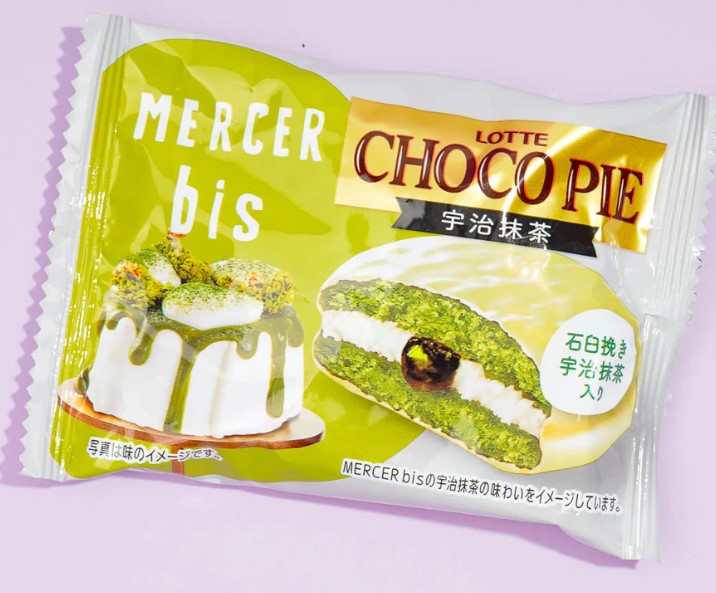 MERCER
bis
LOTTE
CHOCO PIE
宇治抹茶
石臼挽き
宇治抹茶
入り
写真は味のイメージです。
MERCER bisの宇治抹茶の味わいをイメージしています。